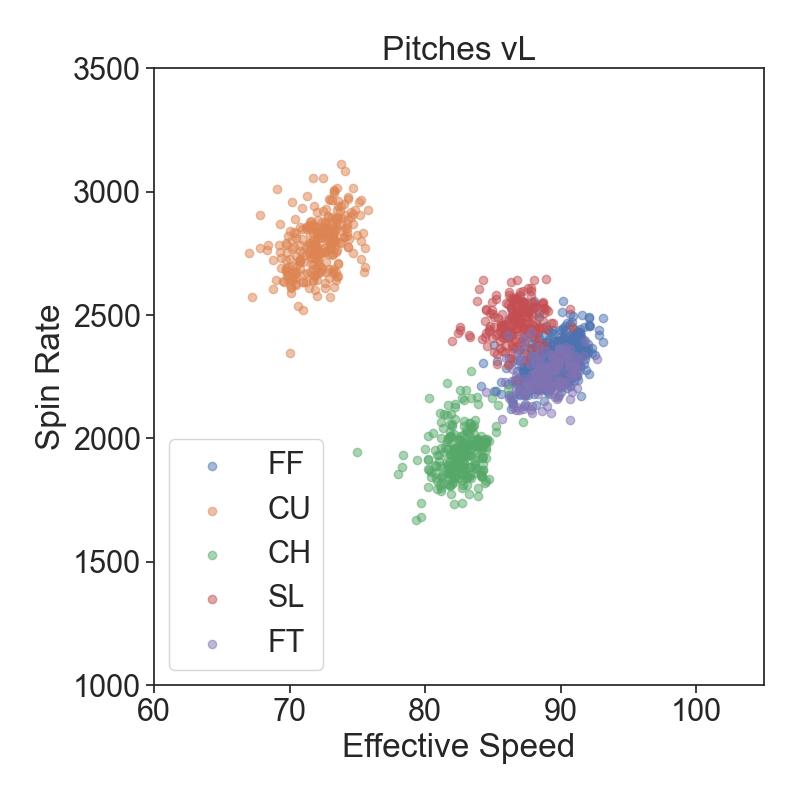 Pitches vL
3500
3000
2500
2000
1500
1000
Spin Rate
FF
CU
CH
SL
FT
60 70 80 90 100
Effective Speed